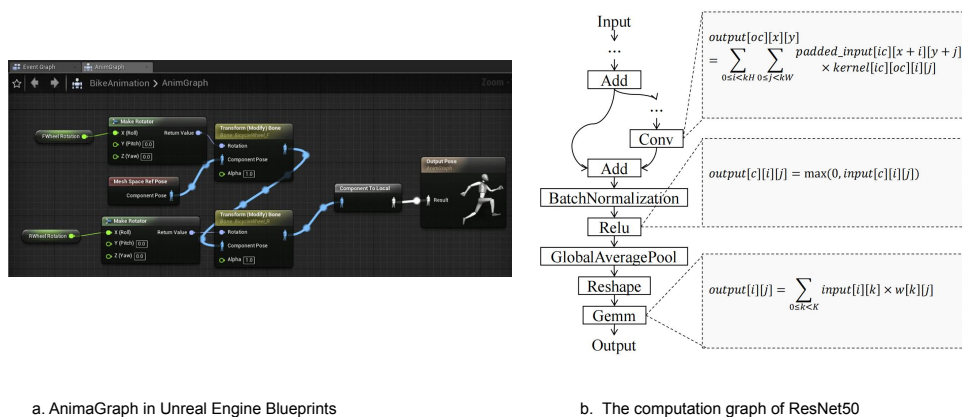 Event Graph
AnimGraph
BikeAnimation > AnimGraph
Zoom
Make Rotator
X (Roll)
Return Value
Y (Pitch) 0.0
Z (Yaw) 0.0
FWheel Rotation
Transform (Modify) Bone
Bone: BicycleWheel_F
Rotation
Component Pose
Alpha 1.0
Mesh Space Ref Pose
Component Pose
Output Pose
AnimGraph
Result
Component To Local
Make Rotator
X (Roll)
Return Value
Y (Pitch) 0.0
Z (Yaw) 0.0
RWheel Rotation
Transform (Modify) Bone
Bone: BicycleWheel_R
Rotation
Component Pose
Alpha 1.0
a. AnimaGraph in Unreal Engine Blueprints
Input
...
Add
...
Conv
Add
BatchNormalization
Relu
GlobalAveragePool
Reshape
Gemm
Output
output[oc][x][y]
= ∑ 0≤i<kH ∑ 0≤j<kW padded_input[ic][x + i][y + j]
× kernel[ic][oc][i][j]
output[c][i][j] = max(0, input[c][i][j])
output[i][j] = ∑ 0≤k<K input[i][k] × w[k][j]
b. The computation graph of ResNet50